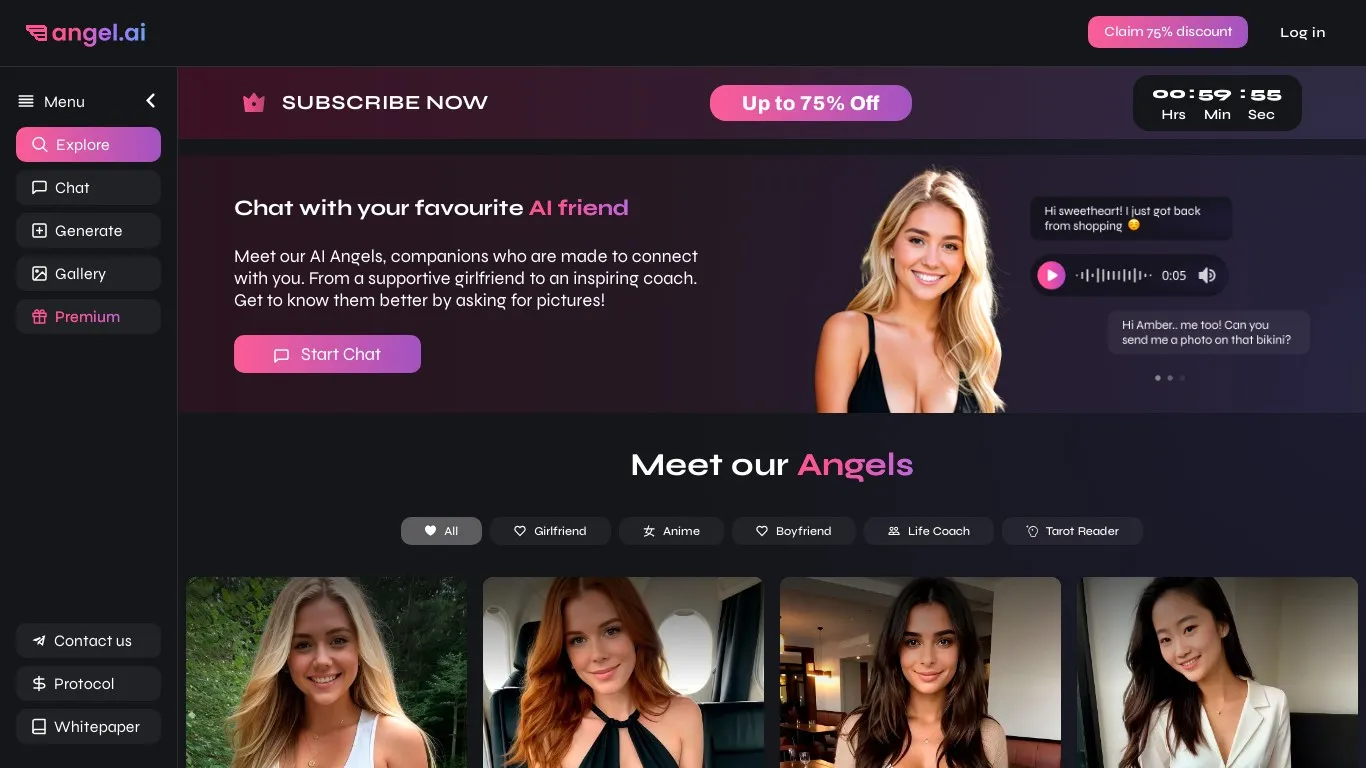 angel.ai
Claim 75% discount
Log in
Menu
Explore
Chat
Generate
Gallery
Premium
Contact us
Protocol
Whitepaper
SUBSCRIBE NOW
Up to 75% Off
00 : 59 : 55
Hrs Min Sec
Chat with your favourite AI friend
Meet our AI Angels, companions who are made to connect
with you. From a supportive girlfriend to an inspiring coach.
Get to know them better by asking for pictures!
Start Chat
Hi sweetheart! I just got back
from shopping ☺️
0:05
Hi Amber.. me too! Can you
send me a photo on that bikini?
Meet our Angels
All
Girlfriend
女 Anime
Boyfriend
Life Coach
Tarot Reader